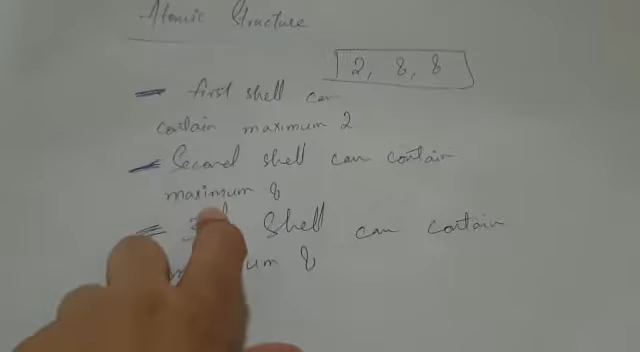 Atomic Structure
2, 8, 8
first shell can
contain maximum 2
Second shell can contain
maximum 8
Shell can contain
um 8